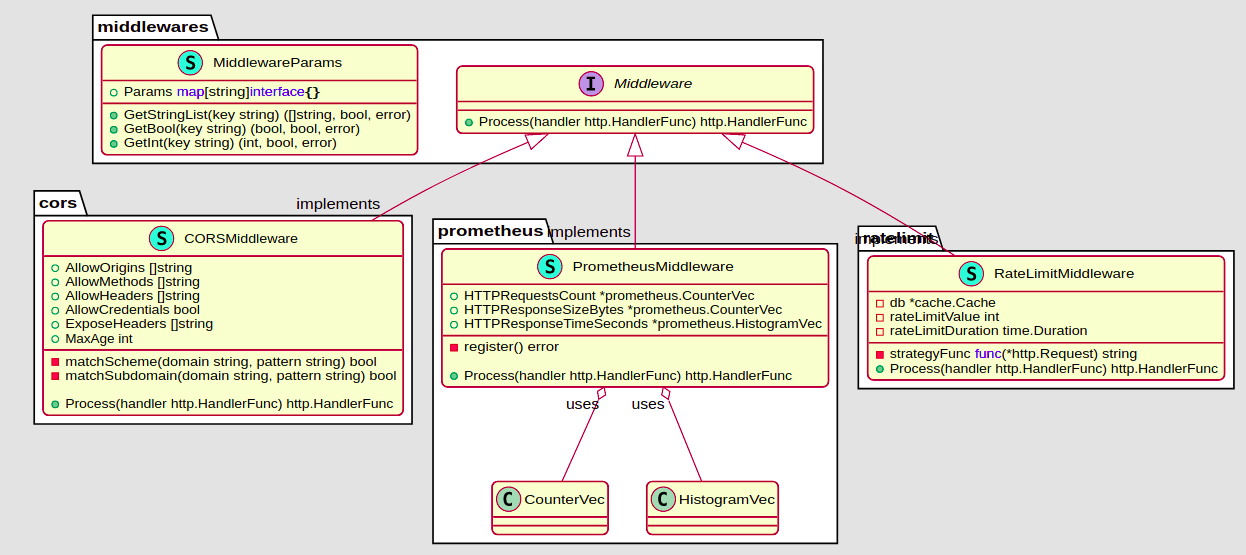 middlewares
S MiddlewareParams
Params map[string]interface{}
GetStringList(key string) ([]string, bool, error)
GetBool(key string) (bool, bool, error)
GetInt(key string) (int, bool, error)
I Middleware
Process(handler http.HandlerFunc) http.HandlerFunc
implements
implements
implements
cors
S CORSMiddleware
AllowOrigins []string
AllowMethods []string
AllowHeaders []string
AllowCredentials bool
ExposeHeaders []string
MaxAge int
matchScheme(domain string, pattern string) bool
matchSubdomain(domain string, pattern string) bool
Process(handler http.HandlerFunc) http.HandlerFunc
prometheus
S PrometheusMiddleware
HTTPRequestsCount *prometheus.CounterVec
HTTPResponseSizeBytes *prometheus.CounterVec
HTTPResponseTimeSeconds *prometheus.HistogramVec
register() error
Process(handler http.HandlerFunc) http.HandlerFunc
uses
uses
C CounterVec
C HistogramVec
ratelimit
S RateLimitMiddleware
db *cache.Cache
rateLimitValue int
rateLimitDuration time.Duration
strategyFunc func(*http.Request) string
Process(handler http.HandlerFunc) http.HandlerFunc